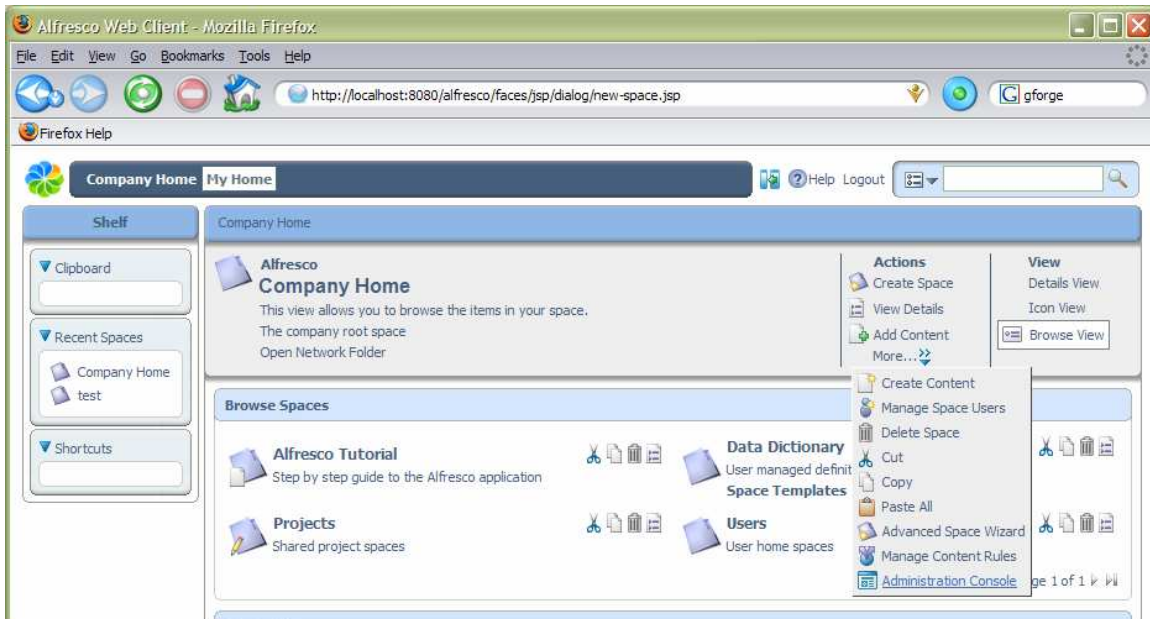 Alfresco Web Client - Mozilla Firefox
File Edit View Go Bookmarks Tools Help
http://localhost:8080/alfresco/faces/jsp/dialog/new-space.jsp
G gforge
Firefox Help
Company Home My Home
Help Logout
Shelf
Clipboard
Recent Spaces
Company Home
test
Shortcuts
Company Home
Alfresco
Company Home
This view allows you to browse the items in your space.
The company root space
Open Network Folder
Actions
Create Space
View Details
Add Content
More...
View
Details View
Icon View
Browse View
Create Content
Manage Space Users
Delete Space
Cut
Copy
Paste All
Advanced Space Wizard
Manage Content Rules
Administration Console
Browse Spaces
Alfresco Tutorial
Step by step guide to the Alfresco application
Data Dictionary
User managed definit
Space Templates
Projects
Shared project spaces
Users
User home spaces
ge 1 of 1